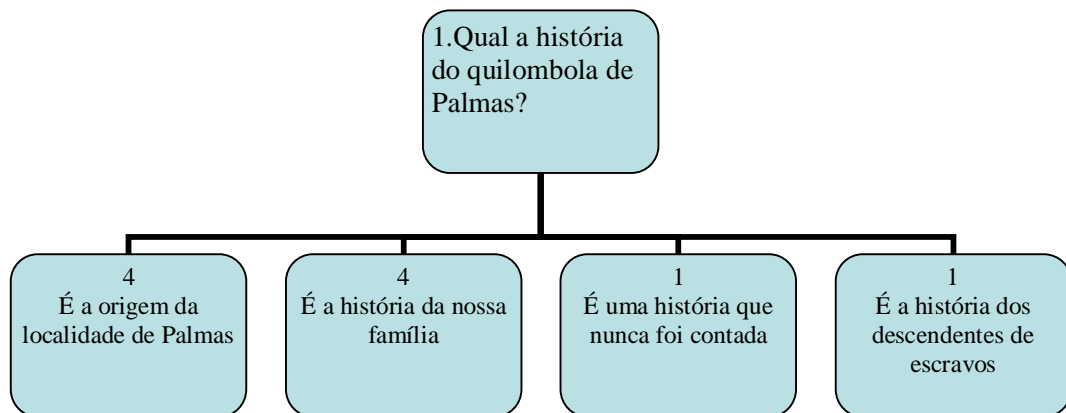 1.Qual a história
do quilombola de
Palmas?
4
É a origem da
localidade de Palmas
4
É a história da nossa
família
1
É uma história que
nunca foi contada
1
É a história dos
descendentes de
escravos